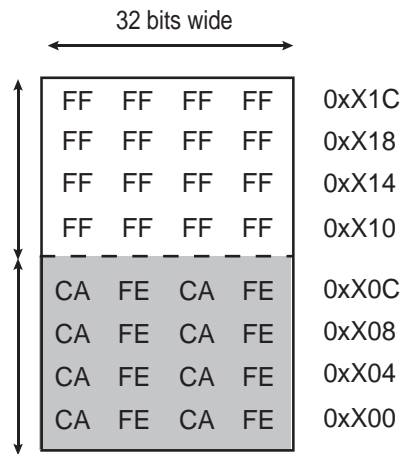 32 bits wide
FF FF FF FF 0xX1C
FF FF FF FF 0xX18
FF FF FF FF 0xX14
FF FF FF FF 0xX10
CA FE CA FE 0xX0C
CA FE CA FE 0xX08
CA FE CA FE 0xX04
CA FE CA FE 0xX00